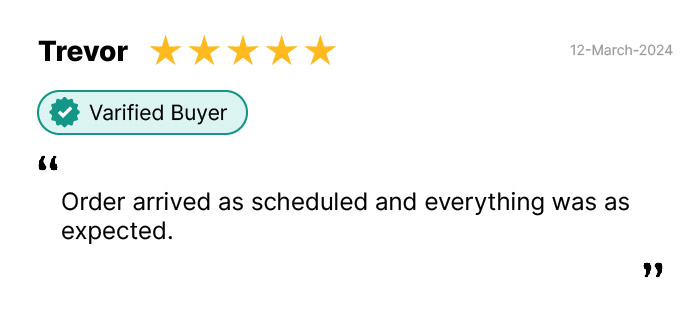 Trevor 12-March-2024
Varified Buyer
“
Order arrived as scheduled and everything was as
expected.
”